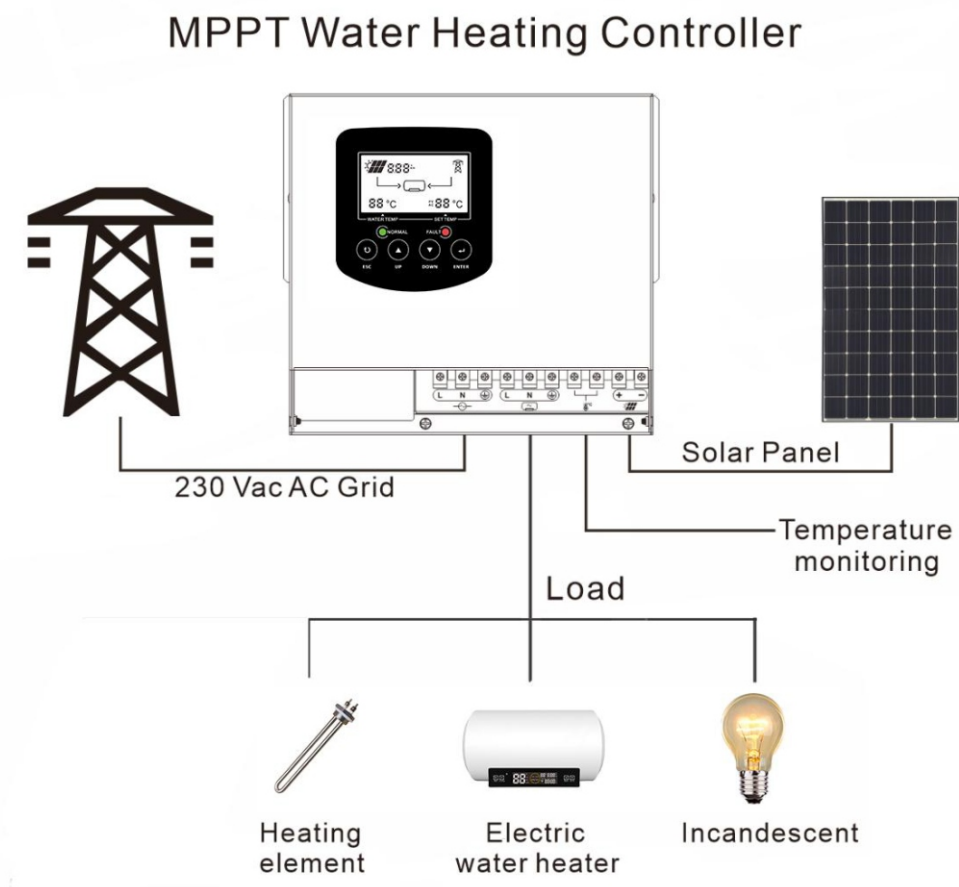 MPPT Water Heating Controller
888
88 °C
88 °C
WATER TEMP
SET TEMP
NORMAL
FAULT
ESC
UP
DOWN
ENTER
L N
L N
°C
+ −
230 Vac AC Grid
Solar Panel
Temperature
monitoring
Load
88
Heating
element
Electric
water heater
Incandescent